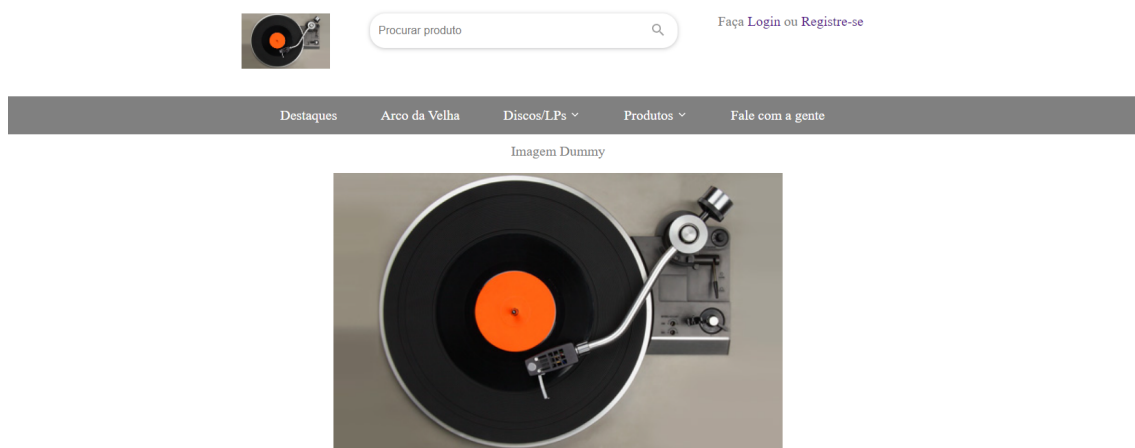 Procurar produto
Faça Login ou Registre-se
Destaques Arco da Velha Discos/LPs Produtos Fale com a gente
Imagem Dummy